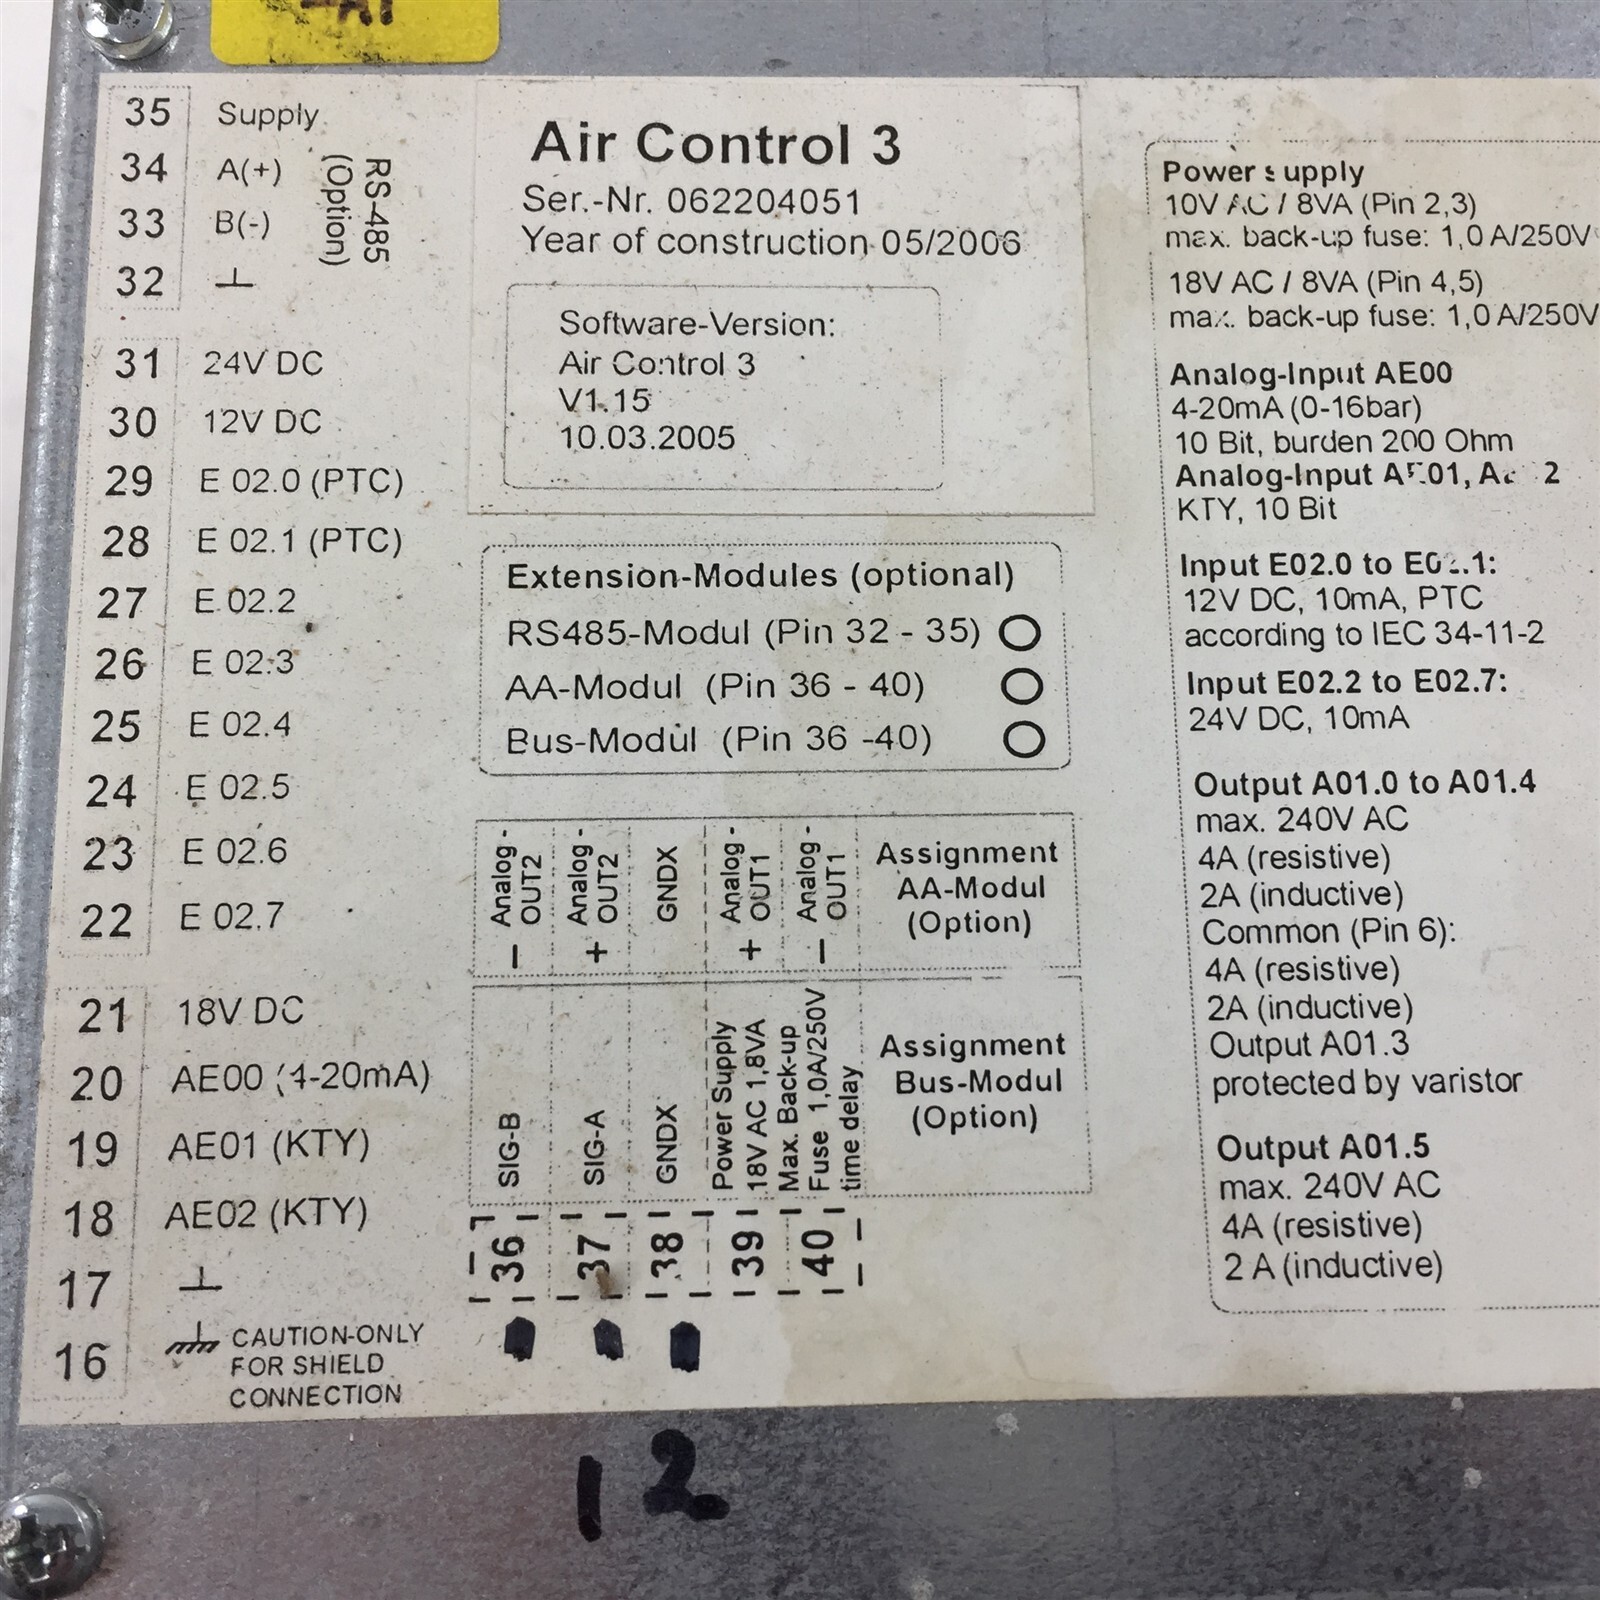 35 Supply
34 A(+)
33 B(-)
32
RS-485
(Option)
31 24V DC
30 12V DC
29 E 02.0 (PTC)
28 E 02.1 (PTC)
27 E 02.2
26 E 02.3
25 E 02.4
24 E 02.5
23 E 02.6
22 E 02.7
21 18V DC
20 AE00 (4-20mA)
19 AE01 (KTY)
18 AE02 (KTY)
17
16 CAUTION-ONLY
FOR SHIELD
CONNECTION
Air Control 3
Ser.-Nr. 062204051
Year of construction 05/2006
Software-Version:
Air Control 3
V1.15
10.03.2005
Extension-Modules (optional)
RS485-Modul (Pin 32 - 35)
AA-Modul (Pin 36 - 40)
Bus-Modul (Pin 36 -40)
- Analog-
OUT2
+ Analog-
OUT2
GNDX
+ Analog-
OUT1
- Analog-
OUT1
Assignment
AA-Modul
(Option)
SIG-B
SIG-A
GNDX
Power Supply
18V AC 1,8VA
Max. Back-up
Fuse 1,0A/250V
time delay
Assignment
Bus-Modul
(Option)
36 37 38 39 40
12
Power supply
10V AC / 8VA (Pin 2,3)
max. back-up fuse: 1,0 A/250V
18V AC / 8VA (Pin 4,5)
max. back-up fuse: 1,0 A/250V
Analog-Input AE00
4-20mA (0-16bar)
10 Bit, burden 200 Ohm
Analog-Input AE01,
KTY, 10 Bit
Input E02.0 to E02.1:
12V DC, 10mA, PTC
according to IEC 34-11-2
Input E02.2 to E02.7:
24V DC, 10mA
Output A01.0 to A01.4
max. 240V AC
4A (resistive)
2A (inductive)
Common (Pin 6):
4A (resistive)
2A (inductive)
Output A01.3
protected by varistor
Output A01.5
max. 240V AC
4A (resistive)
2 A (inductive)